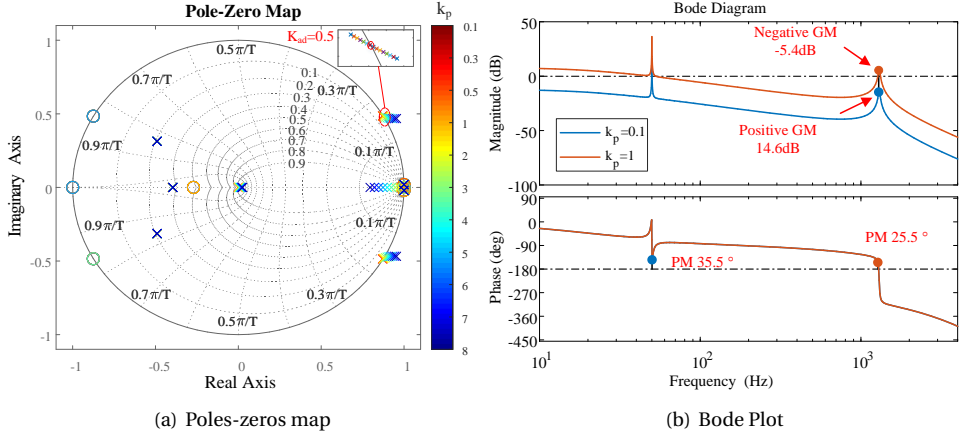 Pole-Zero Map
k_p
1
0.5
0
-0.5
-1
Imaginary Axis
-1
-0.5
0
0.5
1
Real Axis
0.5π/T
0.7π/T
0.9π/T
0.9π/T
0.7π/T
0.5π/T
0.3π/T
0.1π/T
0.1π/T
0.3π/T
0.1
0.2
0.3
0.4
0.5
0.6
0.7
0.8
0.9
K_ad=0.5
0.1
1
2
3
4
5
6
7
8
(a) Poles-zeros map
Bode Diagram
Magnitude (dB)
0
-50
-100
Negative GM
-5.4dB
Positive GM
14.6dB
k_p=0.1
k_p=1
Phase (deg)
90
0
-90
-180
-270
-360
-450
PM 35.5 °
PM 25.5 °
10^1
10^2
10^3
Frequency (Hz)
(b) Bode Plot